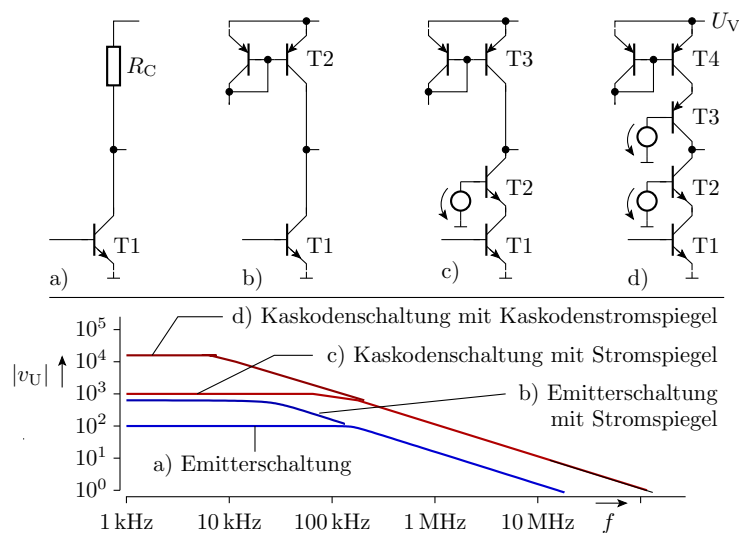 U_V
R_C
T2
T3
T4
T3
T2
T2
T1
T1
T1
T1
a)
b)
c)
d)
10^5
d) Kaskodenschaltung mit Kaskodenstromspiegel
10^4
|v_U|
c) Kaskodenschaltung mit Stromspiegel
10^3
b) Emitterschaltung
mit Stromspiegel
10^2
a) Emitterschaltung
10^1
10^0
1 kHz
10 kHz
100 kHz
1 MHz
10 MHz
f